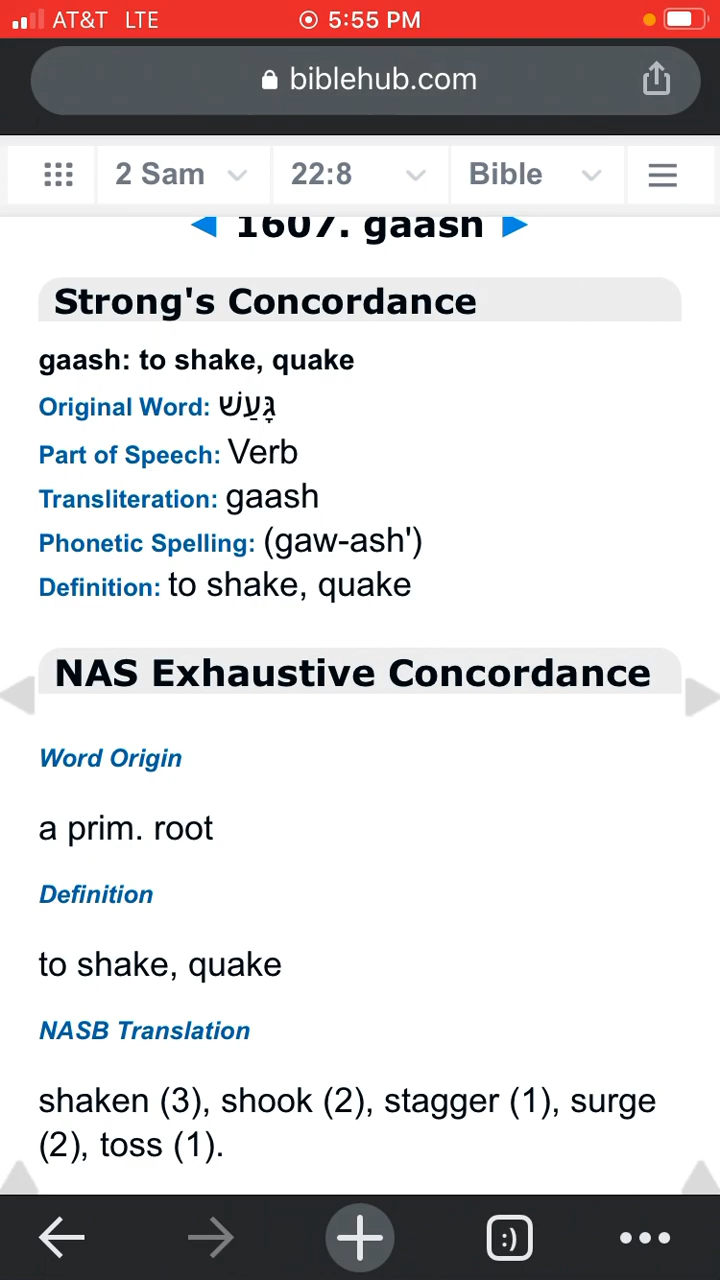 AT&T LTE 5:55 PM
biblehub.com
2 Sam 22:8 Bible
1607. gaash
Strong's Concordance
gaash: to shake, quake
Original Word: גָּעַשׁ
Part of Speech: Verb
Transliteration: gaash
Phonetic Spelling: (gaw-ash')
Definition: to shake, quake
NAS Exhaustive Concordance
Word Origin
a prim. root
Definition
to shake, quake
NASB Translation
shaken (3), shook (2), stagger (1), surge
(2), toss (1).
:)